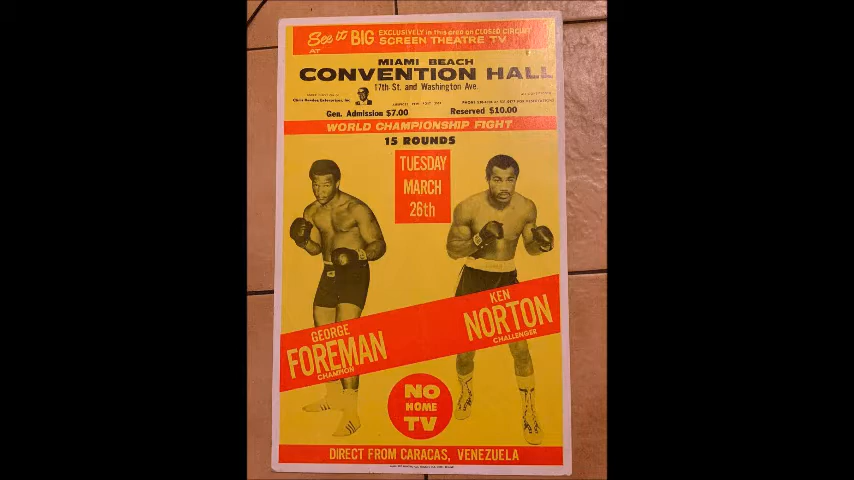 See it BIG EXCLUSIVELY in this area on CLOSED CIRCUIT
AT SCREEN THEATRE TV
MIAMI BEACH
CONVENTION HALL
17th St. and Washington Ave.
Gen. Admission $7.00
Reserved $10.00
WORLD CHAMPIONSHIP FIGHT
15 ROUNDS
TUESDAY
MARCH
26th
KEN
NORTON
CHALLENGER
GEORGE
FOREMAN
CHAMPION
NO
HOME
TV
DIRECT FROM CARACAS, VENEZUELA